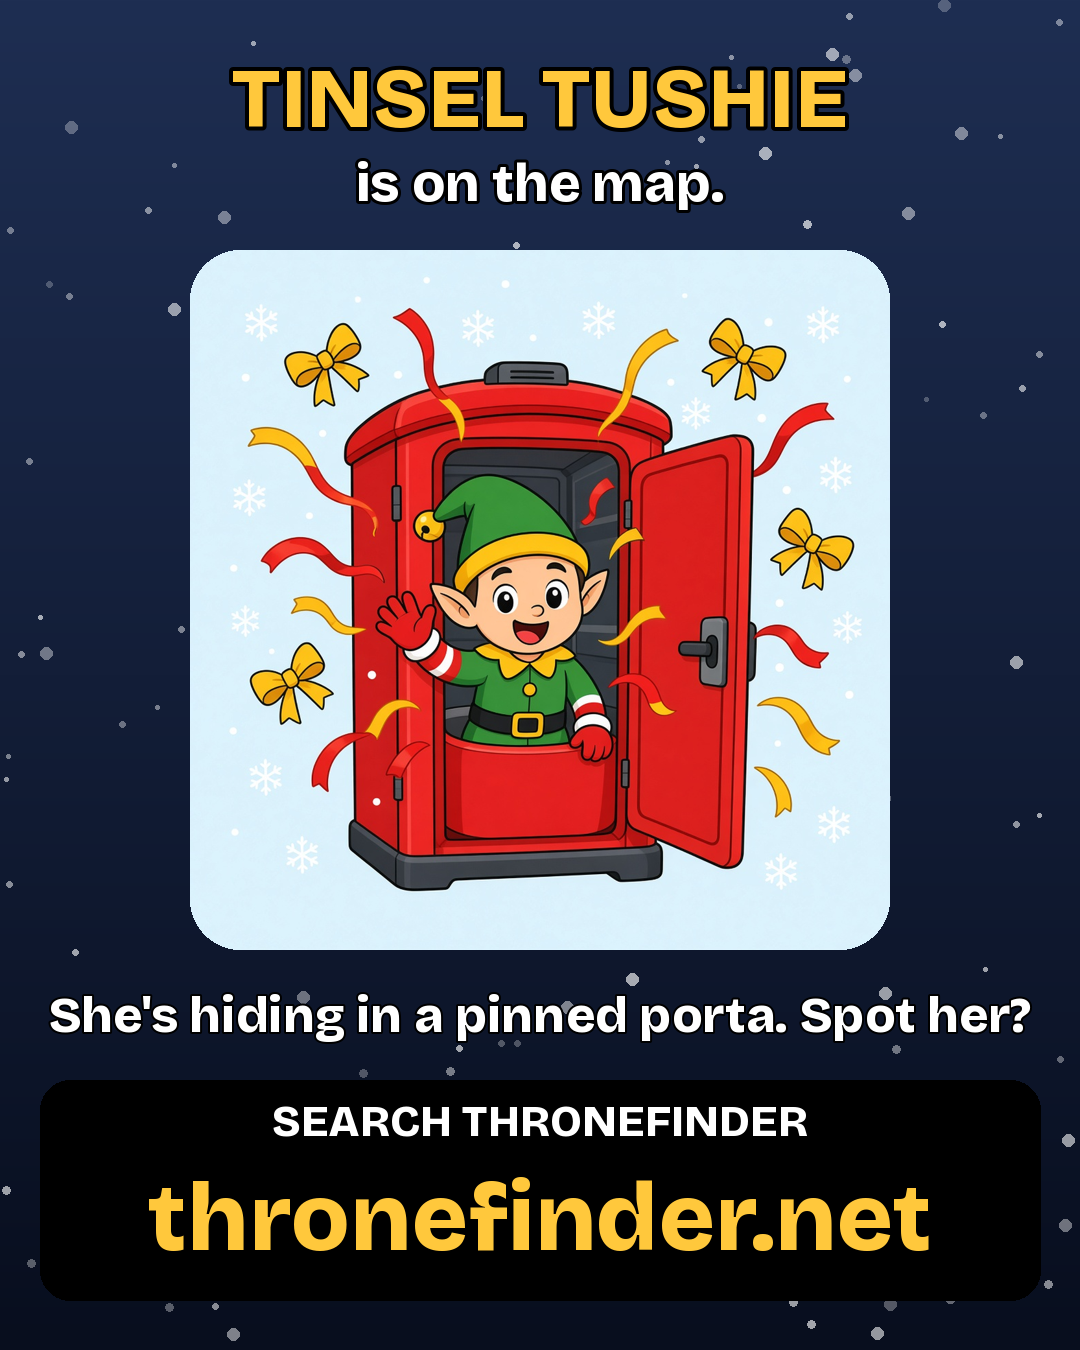 TINSEL TUSHIE
is on the map.
She's hiding in a pinned porta. Spot her?
SEARCH THRONEFINDER
thronefinder.net